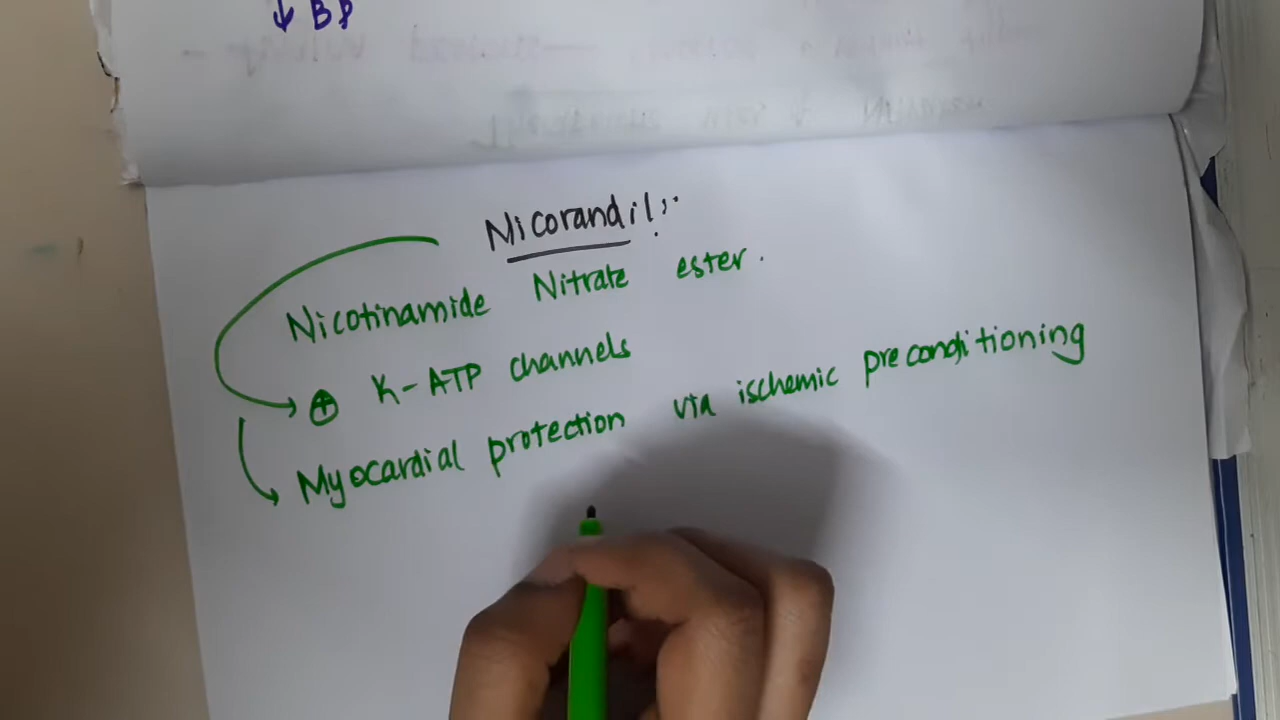 ↓ BP
Nicorandil:-
Nicotinamide Nitrate ester.
⊕ K-ATP channels
Myocardial protection via ischemic preconditioning